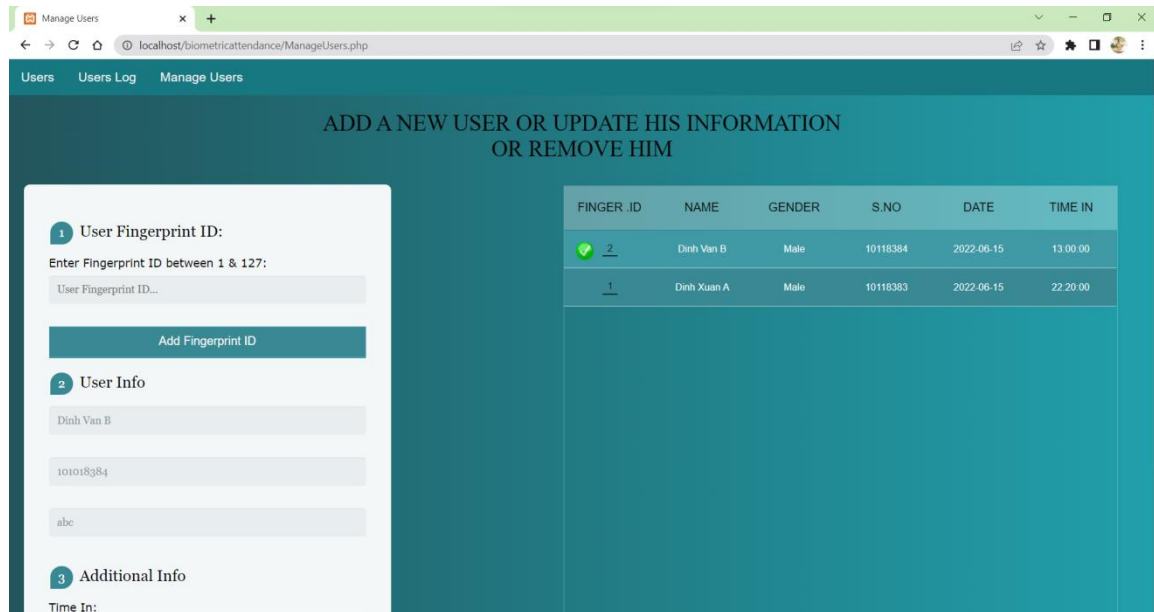 Manage Users
localhost/biometricattendance/ManageUsers.php
Users Users Log Manage Users
ADD A NEW USER OR UPDATE HIS INFORMATION
OR REMOVE HIM
1 User Fingerprint ID:
Enter Fingerprint ID between 1 & 127:
User Fingerprint ID...
Add Fingerprint ID
2 User Info
Dinh Van B
101018384
abc
3 Additional Info
Time In:
FINGER .ID NAME GENDER S.NO DATE TIME IN
2 Dinh Van B Male 10118384 2022-06-15 13:00:00
1 Dinh Xuan A Male 10118383 2022-06-15 22:20:00